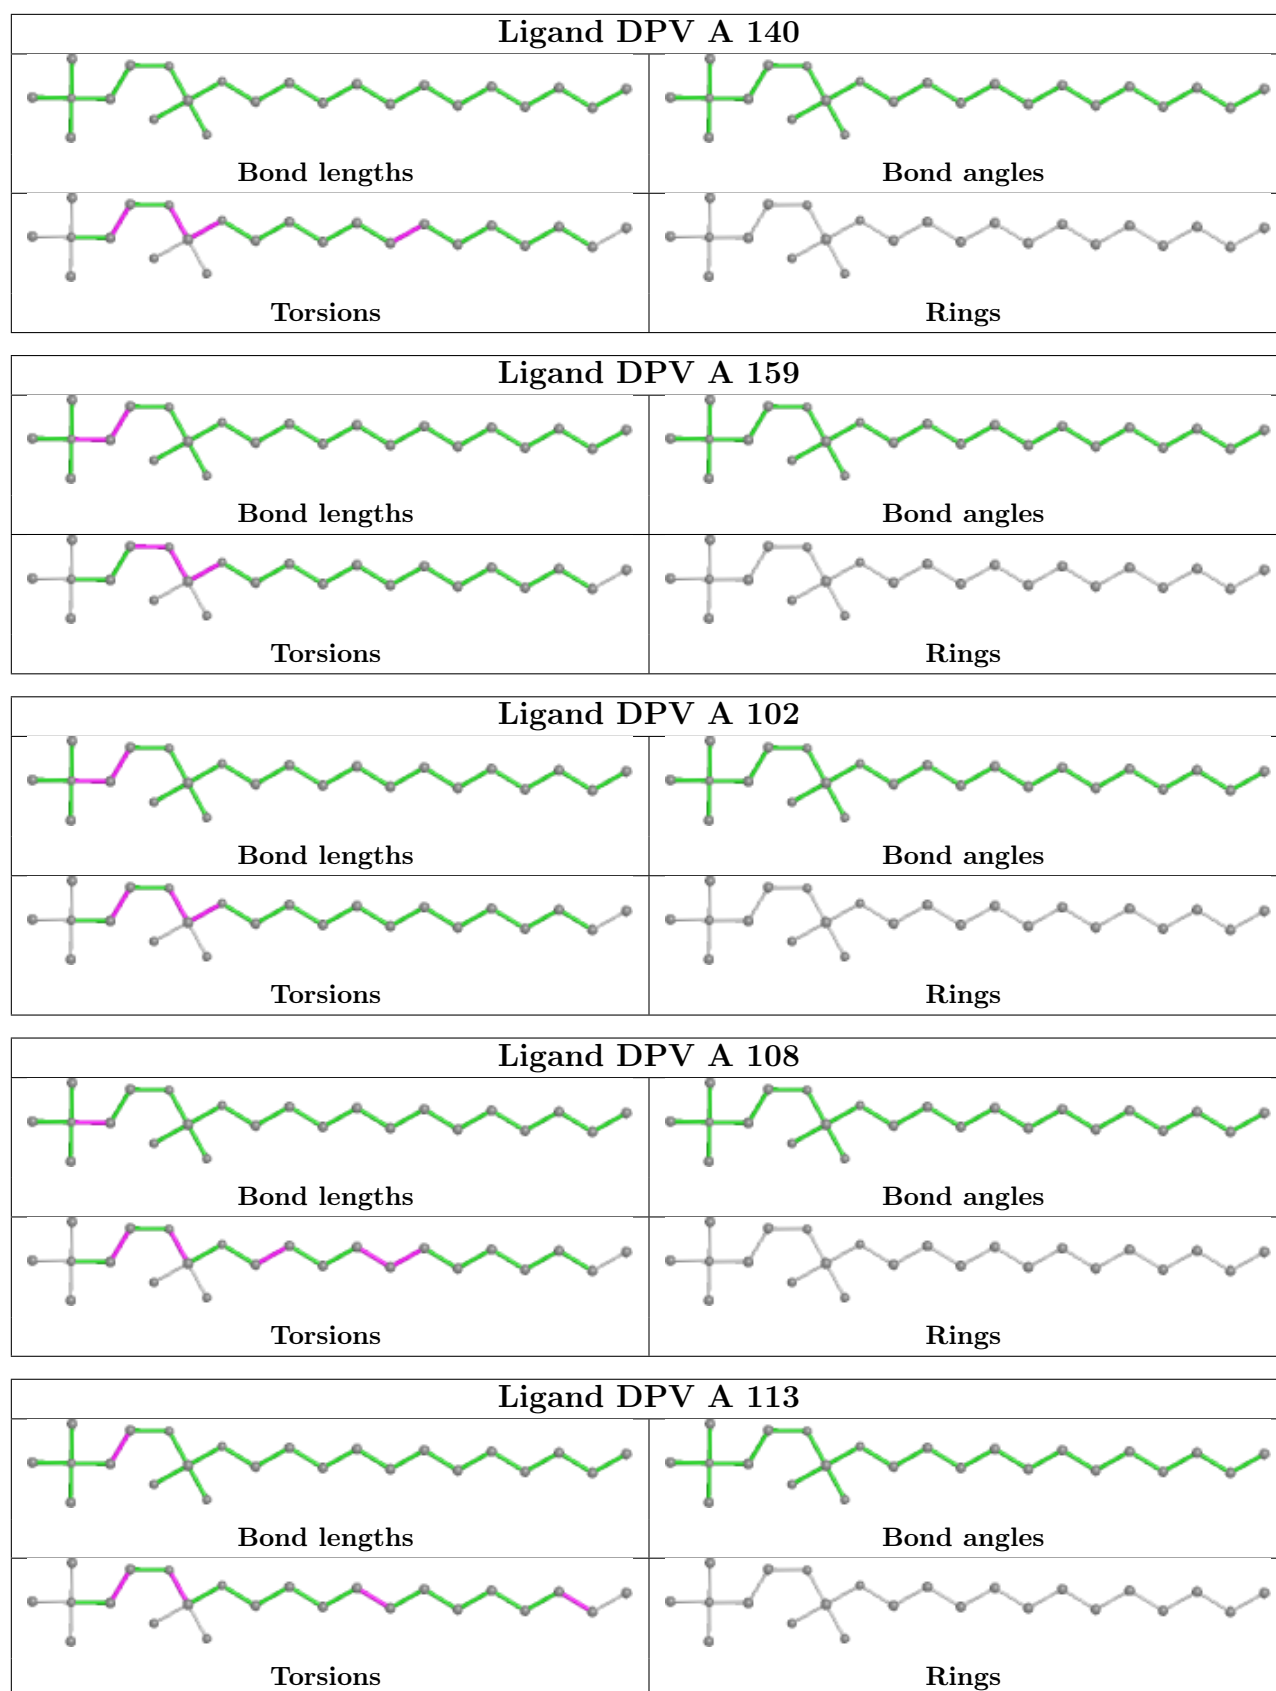 Ligand DPV A 140
Bond lengths
Bond angles
Torsions
Rings
Ligand DPV A 159
Bond lengths
Bond angles
Torsions
Rings
Ligand DPV A 102
Bond lengths
Bond angles
Torsions
Rings
Ligand DPV A 108
Bond lengths
Bond angles
Torsions
Rings
Ligand DPV A 113
Bond lengths
Bond angles
Torsions
Rings